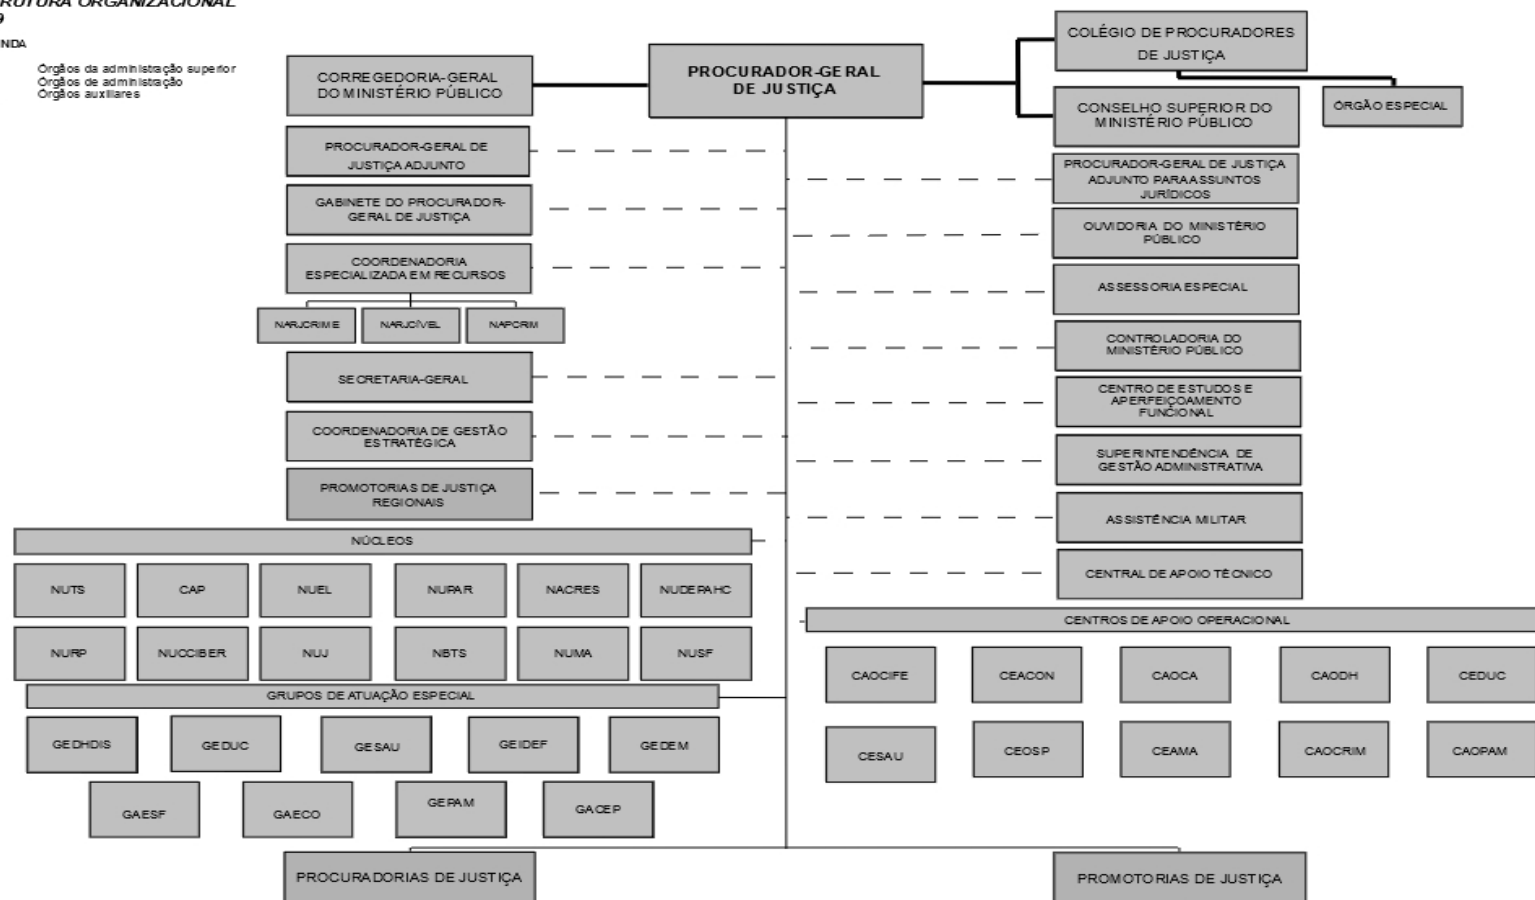 RUTURA ORGANIZACIONAL
9
NDA
Órgãos da administração superior
Órgãos de administração
Órgãos auxiliares
CORREGEDORIA-GERAL
DO MINISTÉRIO PÚBLICO
PROCURADOR-GERAL
DE JUSTIÇA
COLÉGIO DE PROCURADORES
DE JUSTIÇA
CONSELHO SUPERIOR DO
MINISTÉRIO PÚBLICO
ÓRGÃO ESPECIAL
PROCURADOR-GERAL DE
JUSTIÇA ADJUNTO
GABINETE DO PROCURADOR-
GERAL DE JUSTIÇA
COORDENADORIA
ESPECIALIZADA EM RECURSOS
NARJCRIME
NARJCÍVEL
NAPCRIM
SECRETARIA-GERAL
COORDENADORIA DE GESTÃO
ESTRATÉGICA
PROMOTORIAS DE JUSTIÇA
REGIONAIS
PROCURADOR-GERAL DE JUSTIÇA
ADJUNTO PARA ASSUNTOS
JURÍDICOS
OUVIDORIA DO MINISTÉRIO
PÚBLICO
ASSESSORIA ESPECIAL
CONTROLADORIA DO
MINISTÉRIO PÚBLICO
CENTRO DE ESTUDOS E
APERFEIÇOAMENTO
FUNCIONAL
SUPERINTENDÊNCIA DE
GESTÃO ADMINISTRATIVA
ASSISTÊNCIA MILITAR
CENTRAL DE APOIO TÉCNICO
NÚCLEOS
NUTS
CAP
NUEL
NUPAR
NACRES
NUDEPAHC
NURP
NUCCIBER
NUJ
NBTS
NUMA
NUSF
GRUPOS DE ATUAÇÃO ESPECIAL
GEDHDIS
GEDUC
GESAU
GEIDEF
GEDEM
GAESF
GAECO
GEPAM
GACEP
CENTROS DE APOIO OPERACIONAL
CAOCIFE
CEACON
CAOCA
CAODH
CEDUC
CESAU
CEOSP
CEAMA
CAOCRIM
CAOPAM
PROCURADORIAS DE JUSTIÇA
PROMOTORIAS DE JUSTIÇA